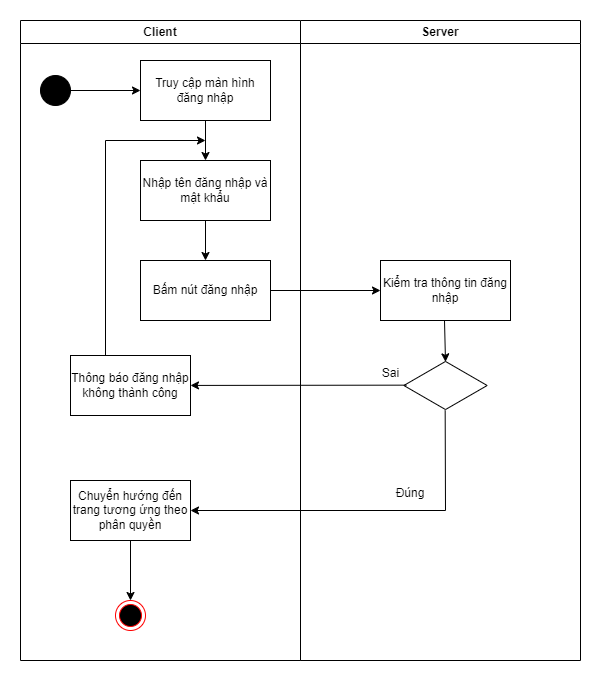 Client
Server
Truy cập màn hình
đăng nhập
Nhập tên đăng nhập và
mật khẩu
Bấm nút đăng nhập
Kiểm tra thông tin đăng
nhập
Sai
Thông báo đăng nhập
không thành công
Đúng
Chuyển hướng đến
trang tương ứng theo
phân quyền